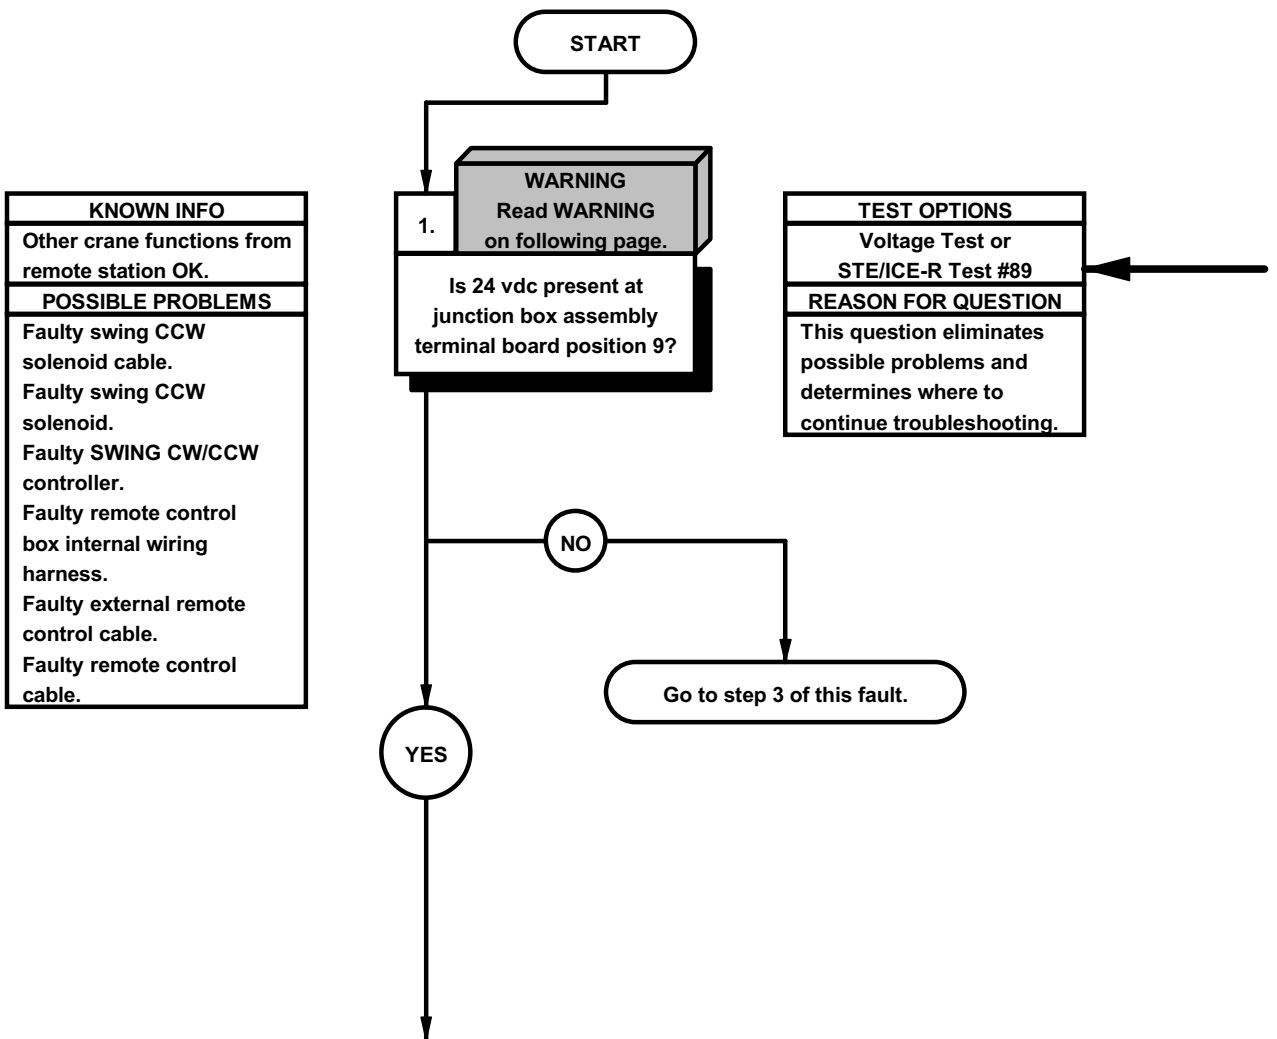 START
KNOWN INFO
Other crane functions from
remote station OK.
POSSIBLE PROBLEMS
Faulty swing CCW
solenoid cable.
Faulty swing CCW
solenoid.
Faulty SWING CW/CCW
controller.
Faulty remote control
box internal wiring
harness.
Faulty external remote
control cable.
Faulty remote control
cable.
1.
WARNING
Read WARNING
on following page.
Is 24 vdc present at
junction box assembly
terminal board position 9?
TEST OPTIONS
Voltage Test or
STE/ICE-R Test #89
REASON FOR QUESTION
This question eliminates
possible problems and
determines where to
continue troubleshooting.
NO
Go to step 3 of this fault.
YES